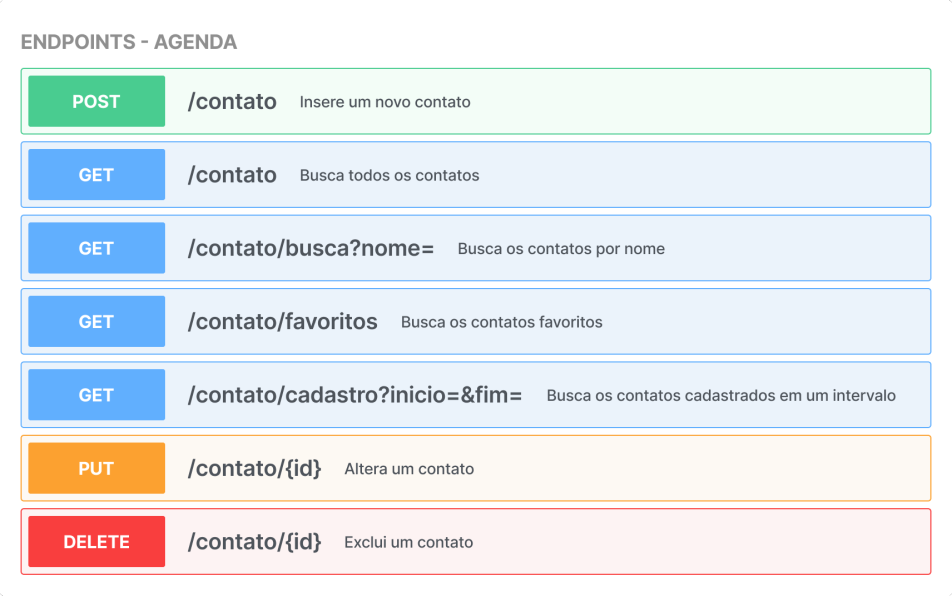 ENDPOINTS - AGENDA
POST /contato Insere um novo contato
GET /contato Busca todos os contatos
GET /contato/busca?nome= Busca os contatos por nome
GET /contato/favoritos Busca os contatos favoritos
GET /contato/cadastro?inicio=&fim= Busca os contatos cadastrados em um intervalo
PUT /contato/{id} Altera um contato
DELETE /contato/{id} Exclui um contato